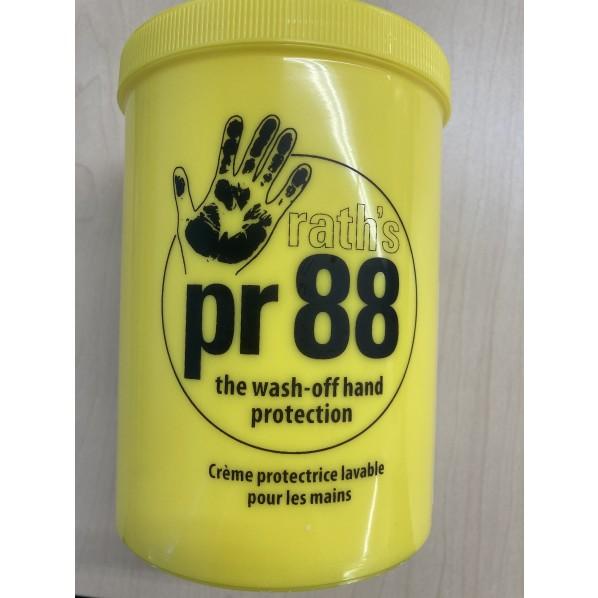 rath's
pr 88
the wash-off hand
protection
Crème protectrice lavable
pour les mains